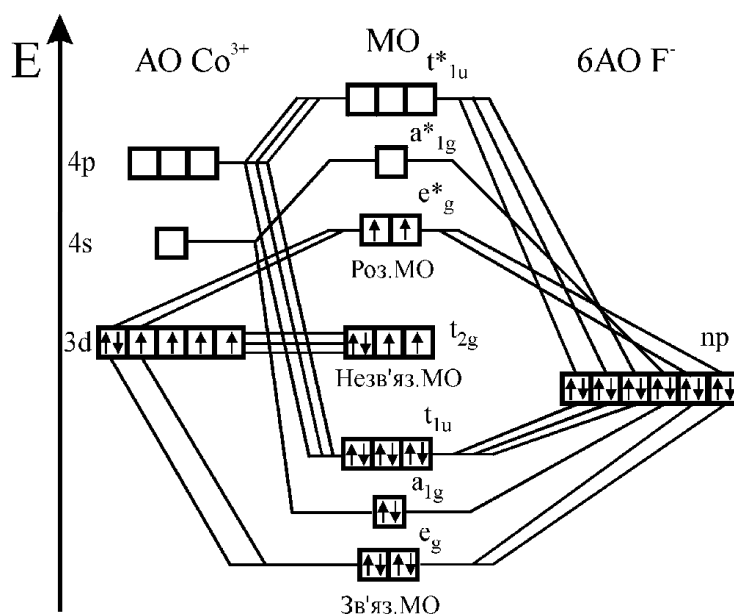 E
AO Co³⁺
MO
6AO F⁻
t*₁ᵤ
4p
a*₁g
4s
e*g
Роз.МО
3d
t₂g
np
Незв'яз.МО
t₁ᵤ
a₁g
eg
Зв'яз.МО